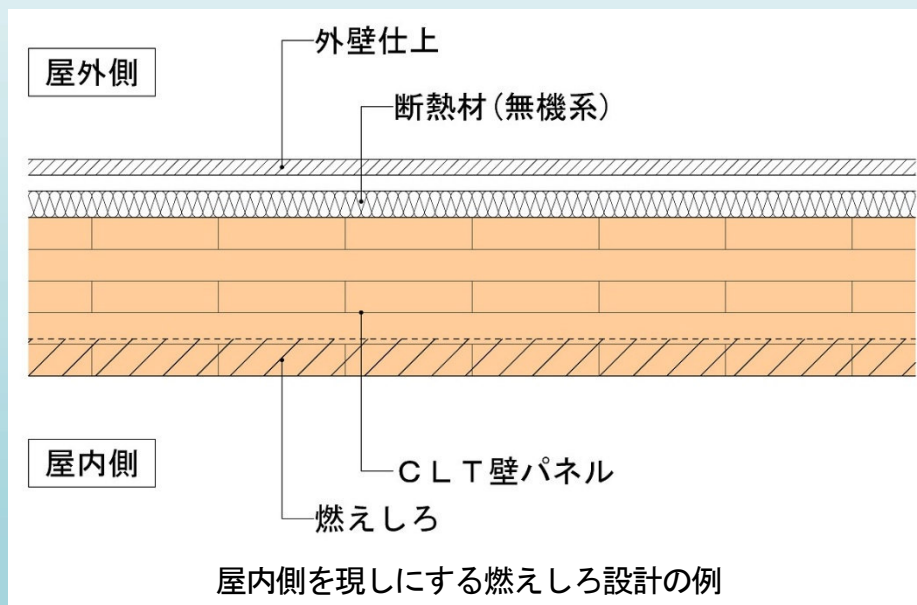 外壁仕上
屋外側
断熱材(無機系)
屋内側
CLT壁パネル
燃えしろ
屋内側を現しにする燃えしろ設計の例